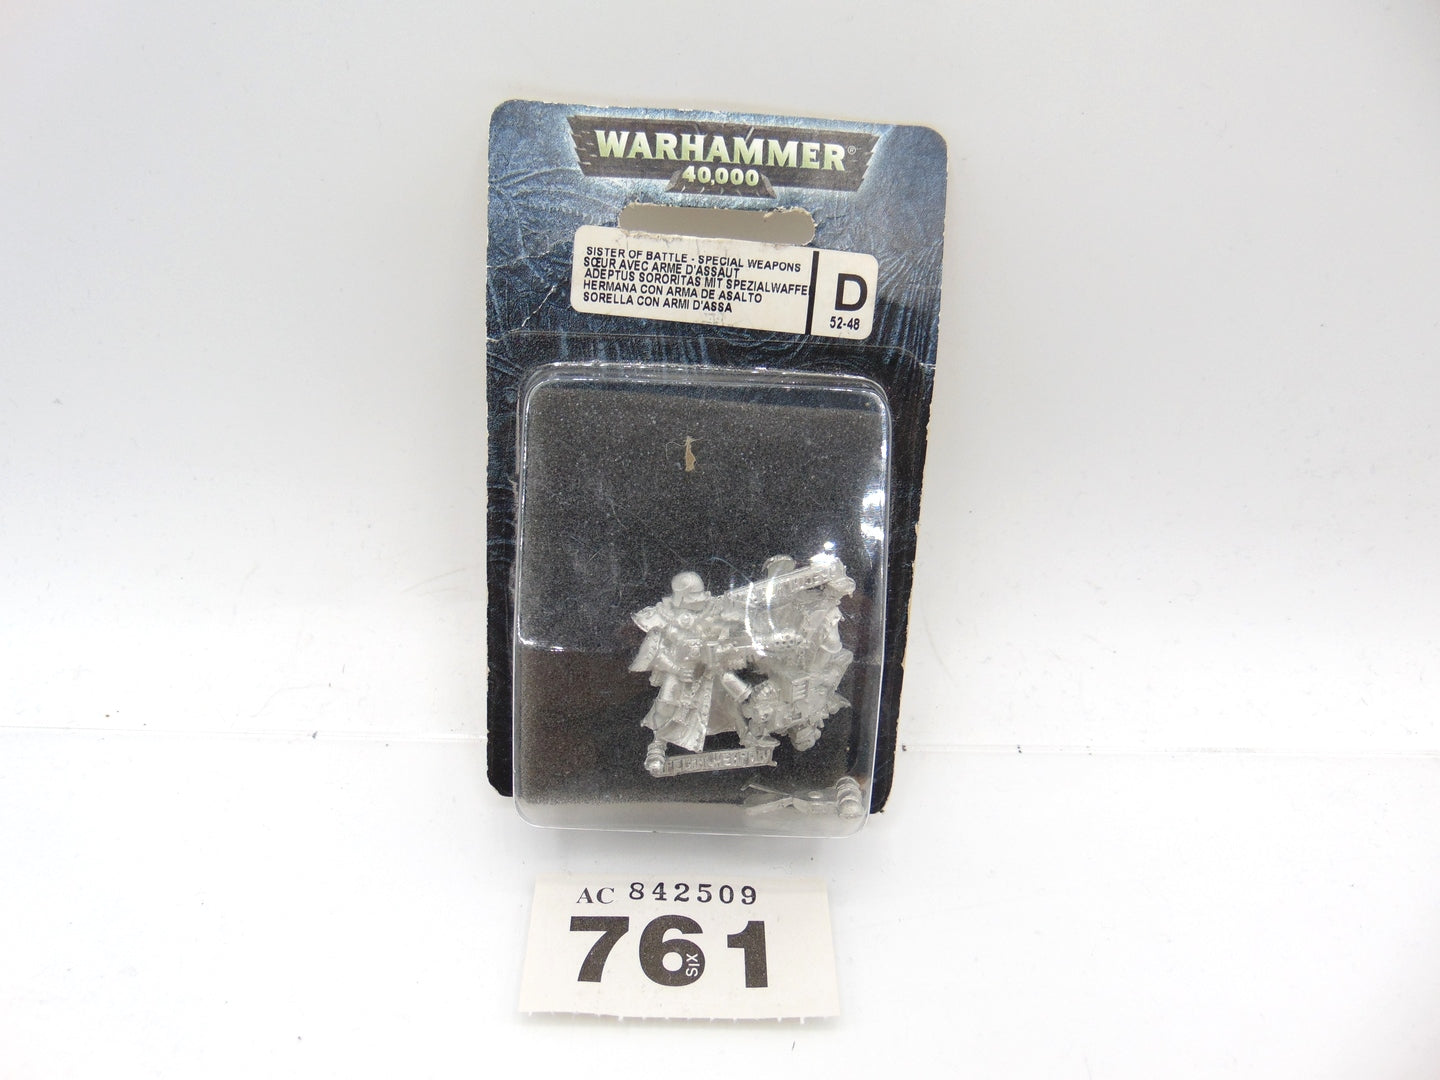 WARHAMMER®
40,000
SISTER OF BATTLE - SPECIAL WEAPONS
SŒUR AVEC ARME D'ASSAUT
ADEPTUS SORORITAS MIT SPEZIALWAFFE
HERMANA CON ARMA DE ASALTO
SORELLA CON ARMI D'ASSA
D
52-48
AC 842509
761
SIX